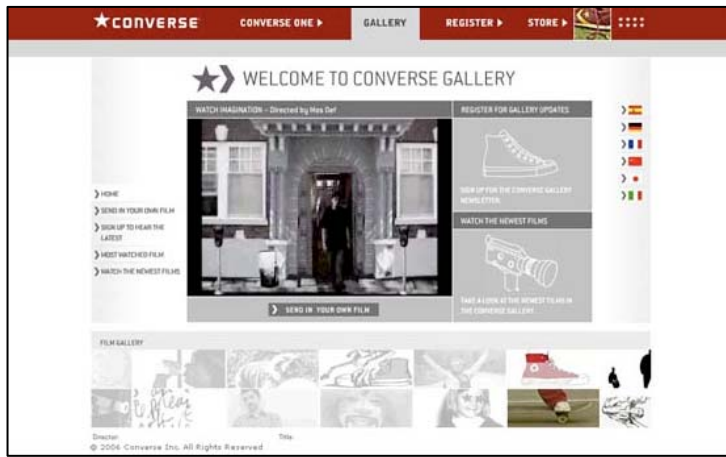 CONVERSE
CONVERSE ONE
GALLERY
REGISTER
STORE
WELCOME TO CONVERSE GALLERY
WATCH IMAGINATION – Directed by Mos Def
REGISTER FOR GALLERY UPDATES
SIGN UP FOR THE CONVERSE GALLERY
NEWSLETTER.
HOME
SEND IN YOUR OWN FILM
SIGN UP TO HEAR THE
LATEST
MOST WATCHED FILM
WATCH THE NEWEST FILMS
WATCH THE NEWEST FILMS
TAKE A LOOK AT THE NEWEST FILMS IN
THE CONVERSE GALLERY.
SEND IN YOUR OWN FILM
FILM GALLERY
Director:
Title:
© 2006 Converse Inc. All Rights Reserved